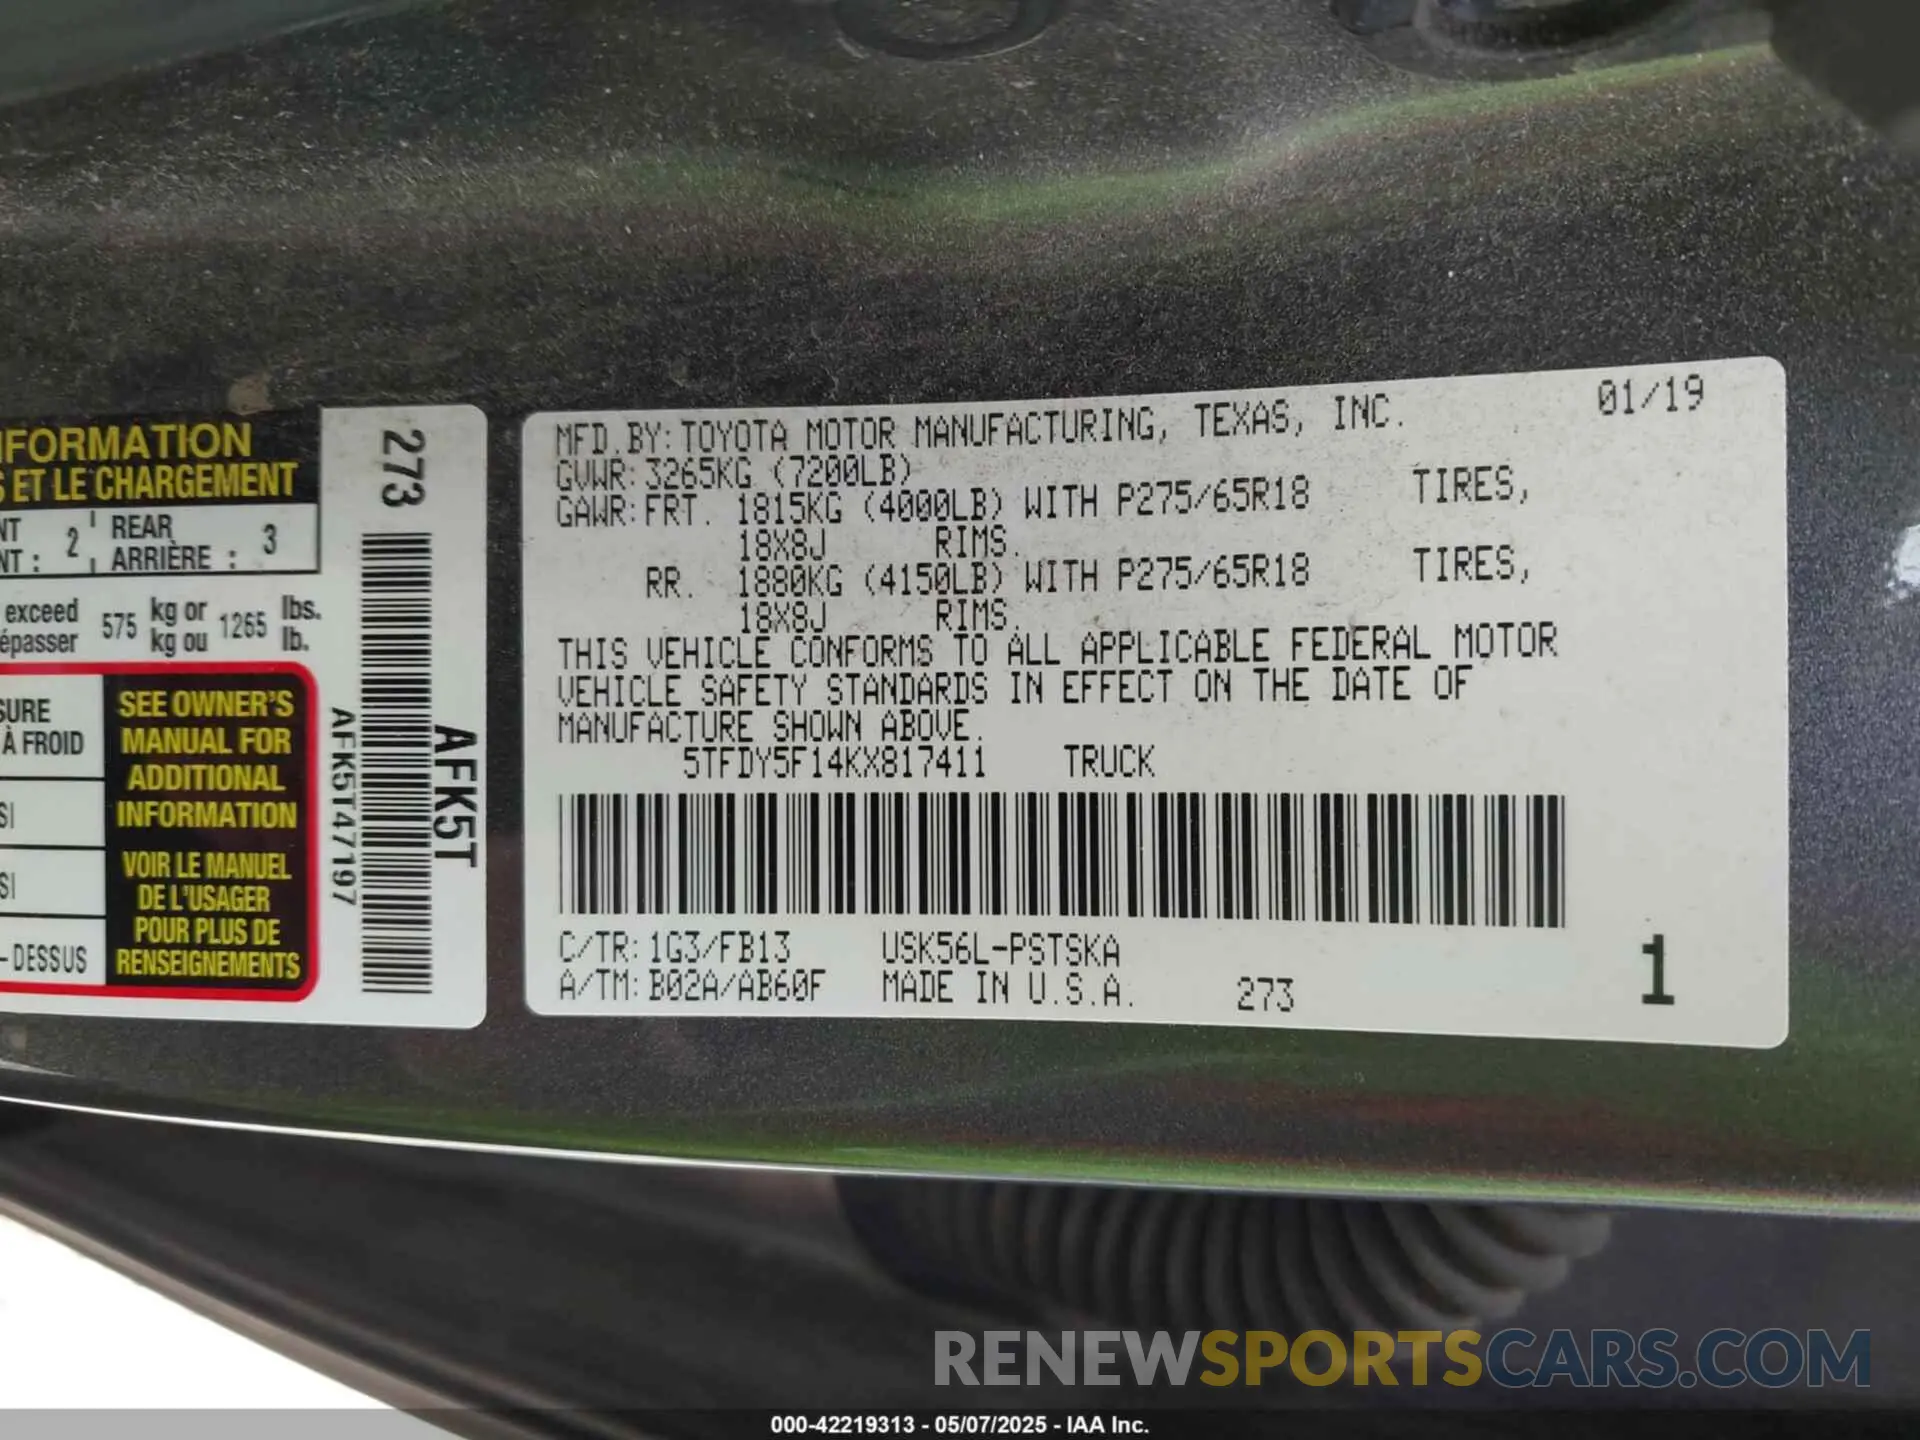 NFORMATION
S ET LE CHARGEMENT
NT 2 REAR 3
NT : ARRIÈRE :
exceed 575 kg or 1265 lbs.
épasser kg ou lb.
SURE
À FROID
SI
SI
-DESSUS
SEE OWNER'S
MANUAL FOR
ADDITIONAL
INFORMATION
VOIR LE MANUEL
DE L'USAGER
POUR PLUS DE
RENSEIGNEMENTS
273
AFK5T47197
AFK5T
MFD.BY:TOYOTA MOTOR MANUFACTURING, TEXAS, INC. 01/19
GVWR:3265KG (7200LB)
GAWR:FRT. 1815KG (4000LB) WITH P275/65R18 TIRES,
18X8J RIMS.
RR. 1880KG (4150LB) WITH P275/65R18 TIRES,
18X8J RIMS.
THIS VEHICLE CONFORMS TO ALL APPLICABLE FEDERAL MOTOR
VEHICLE SAFETY STANDARDS IN EFFECT ON THE DATE OF
MANUFACTURE SHOWN ABOVE.
5TFDY5F14KX817411 TRUCK
C/TR:1G3/FB13 USK56L-PSTSKA
A/TM:B02A/AB60F MADE IN U.S.A. 273
1
RENEWSPORTSCARS.COM
000-42219313 - 05/07/2025 - IAA Inc.